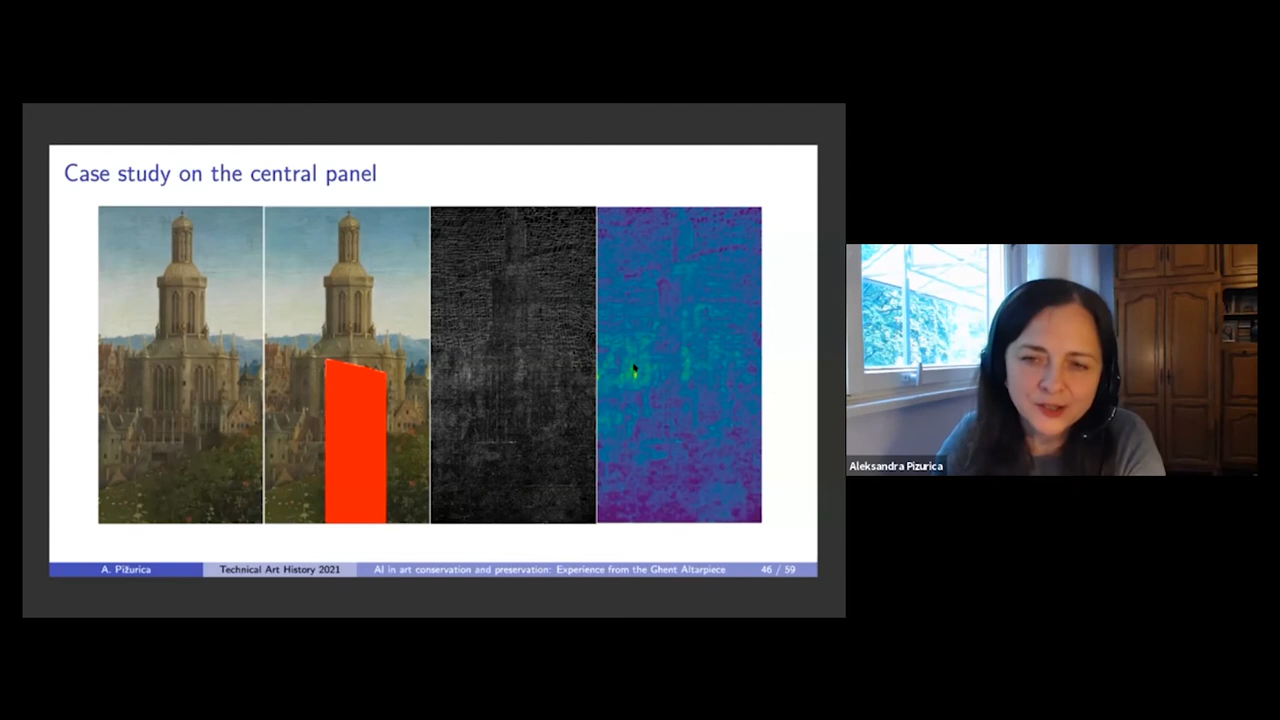 Case study on the central panel
A. Pižurica
Technical Art History 2021
AI in art conservation and preservation: Experience from the Ghent Altarpiece
46 / 59
Aleksandra Pizurica